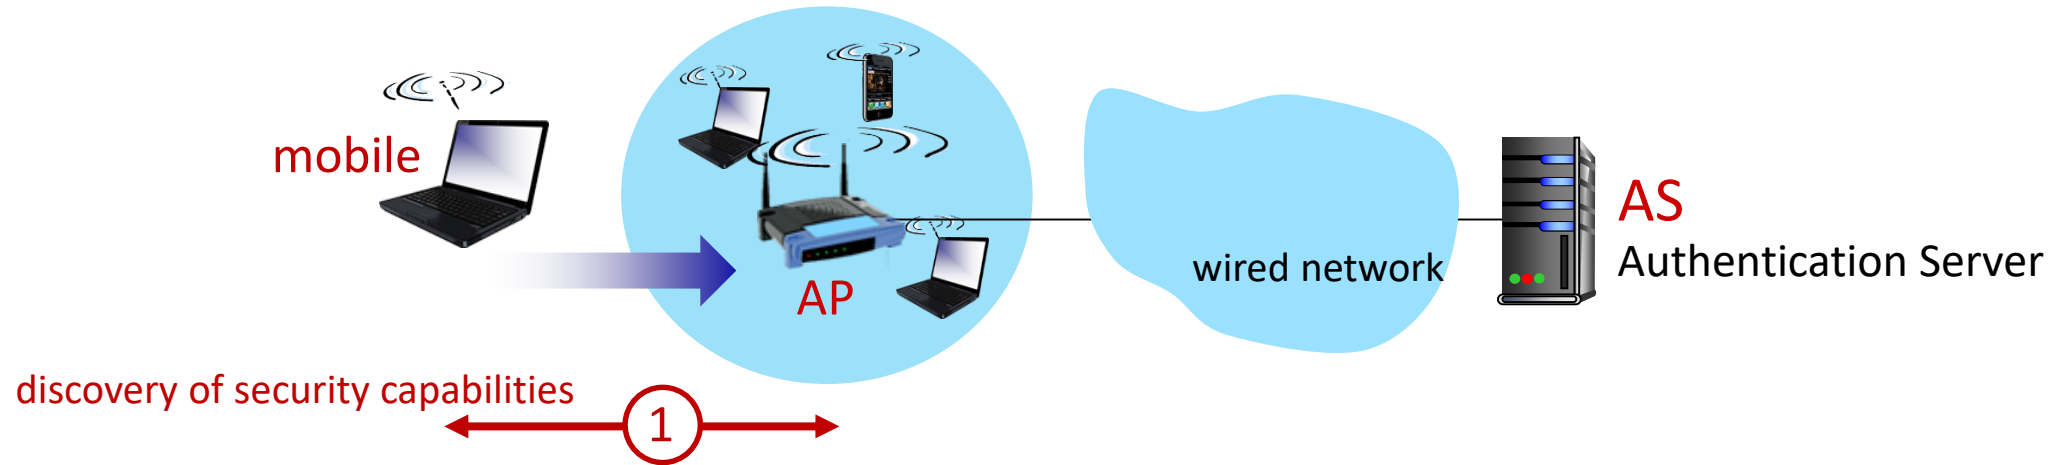 mobile
AP
wired network
AS
Authentication Server
discovery of security capabilities
1